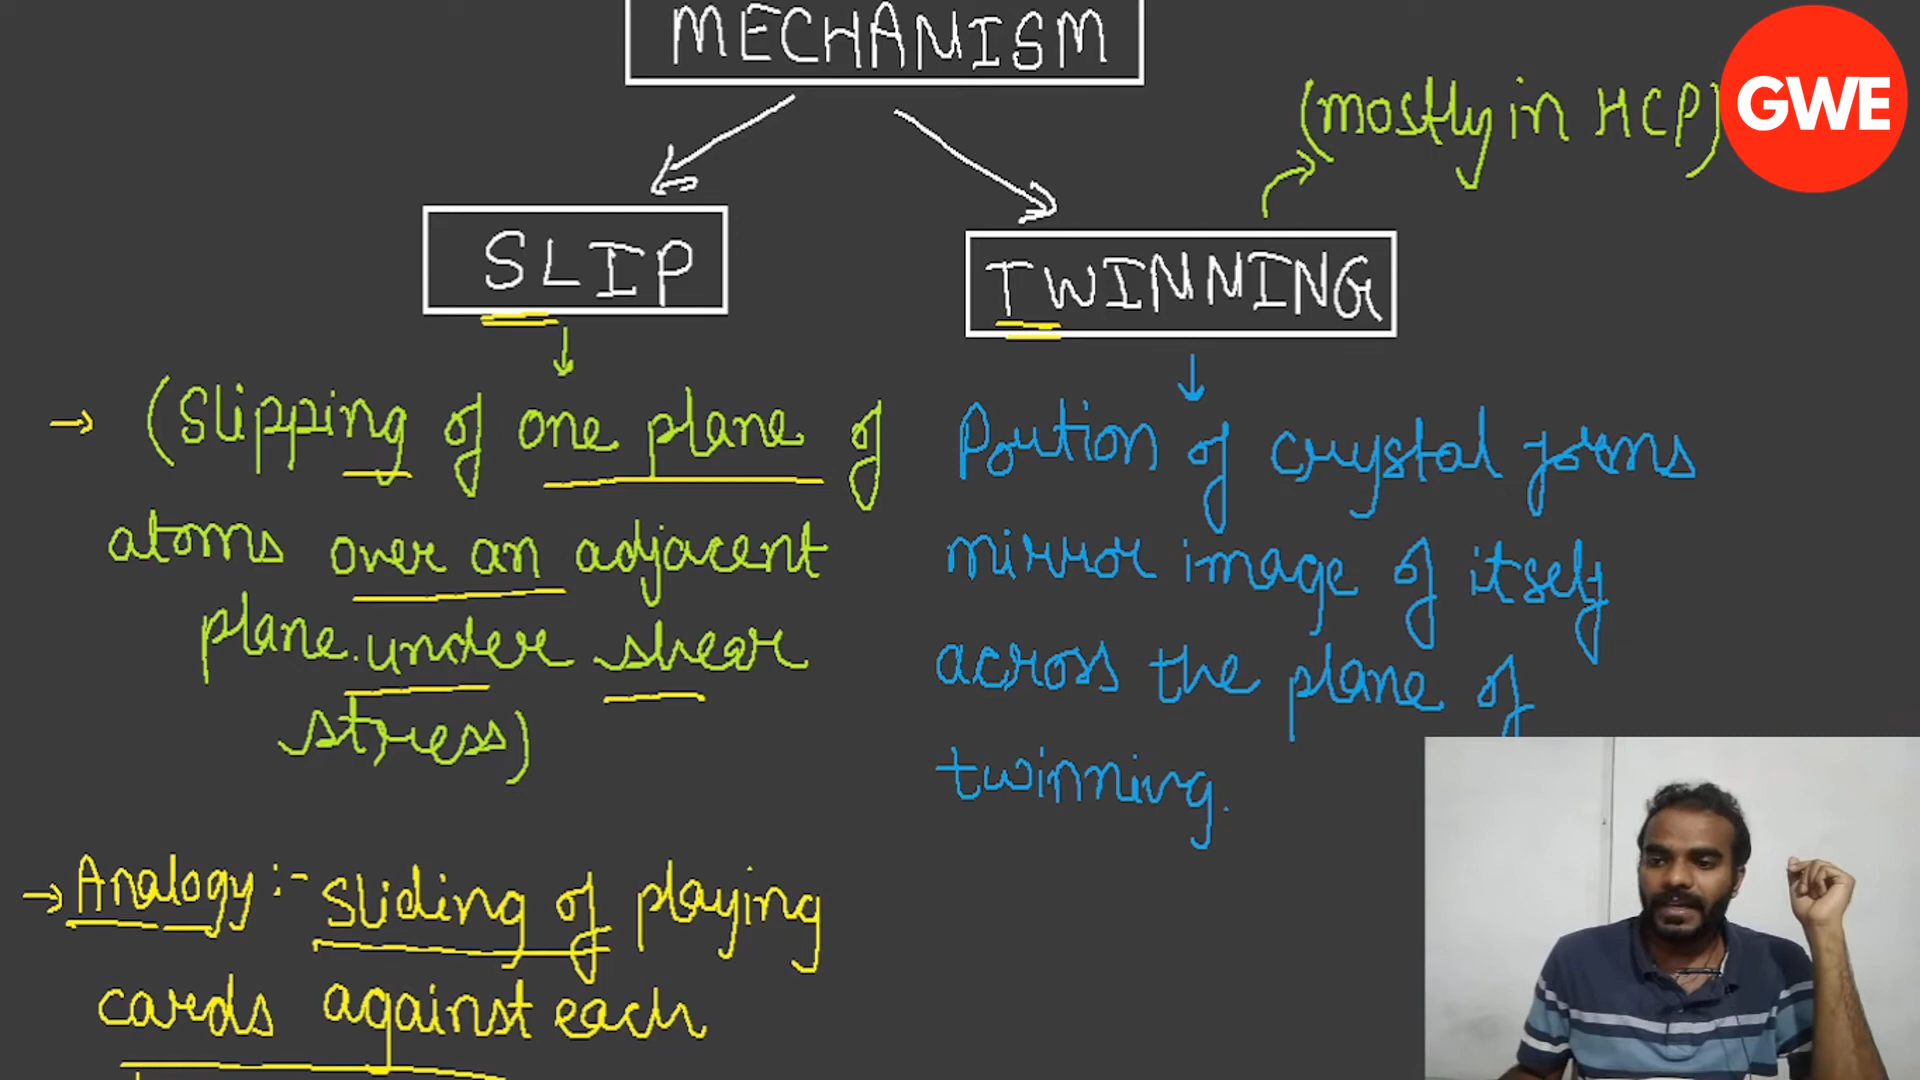 MECHANISM
(mostly in HCP)
GWE
SLIP
TWINNING
(Slipping of one plane of
atoms over an adjacent
plane. under shear
stress)
Portion of crystal forms
mirror image of itself
across the plane of
twinning.
Analogy :- Sliding of playing
cards against each